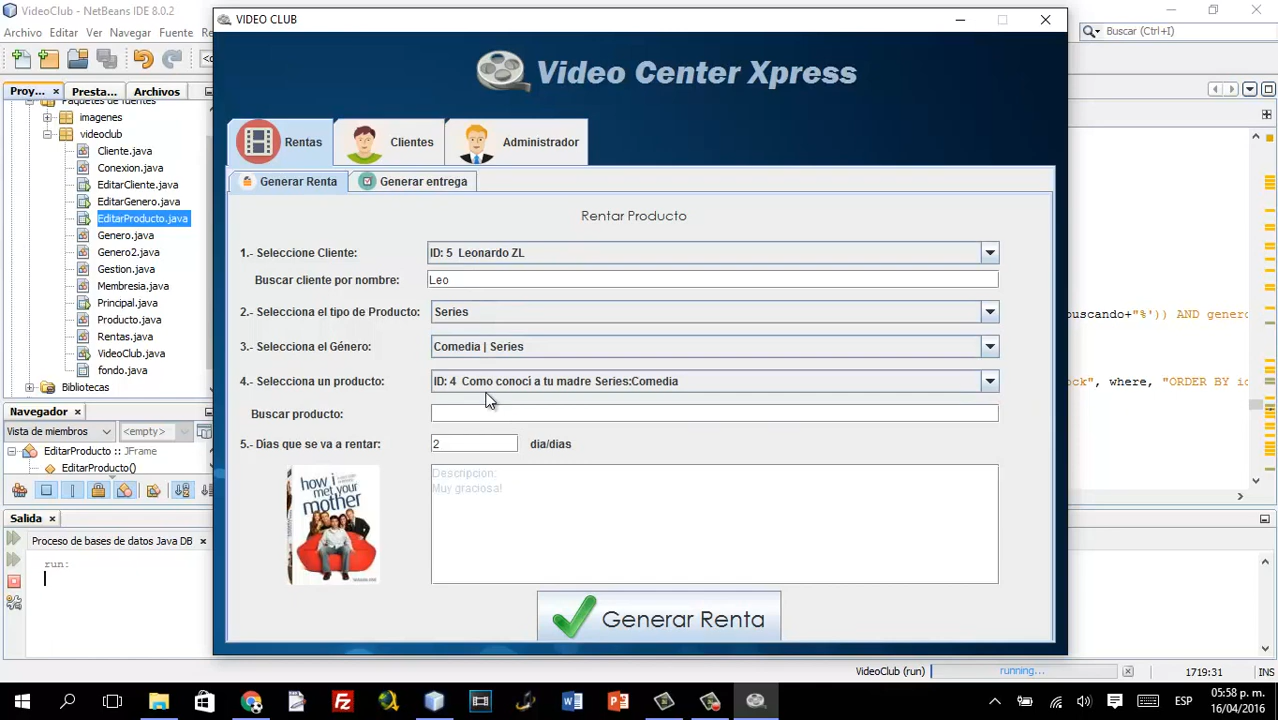 VideoClub - NetBeans IDE 8.0.2
VIDEO CLUB
Archivo Editar Ver Navegar Fuente
Buscar (Ctrl+I)
Video Center Xpress
Proy... Presta... Archivos
Paquetes de fuentes
imagenes
videoclub
Cliente.java
Conexion.java
EditarCliente.java
EditarGenero.java
EditarProducto.java
Genero.java
Genero2.java
Gestion.java
Membresia.java
Principal.java
Producto.java
Rentas.java
VideoClub.java
fondo.java
Bibliotecas
Rentas Clientes Administrador
Generar Renta Generar entrega
Rentar Producto
1.- Seleccione Cliente: ID: 5 Leonardo ZL
Buscar cliente por nombre: Leo
2.- Selecciona el tipo de Producto: Series
3.- Selecciona el Género: Comedia | Series
4.- Selecciona un producto: ID: 4 Como conocí a tu madre Series:Comedia
Buscar producto:
5.- Dias que se va a rentar: 2 dia/dias
how i met your mother
Descripcion:
Muy graciosa!
Generar Renta
buscando+"%')) AND genero
ock", where, "ORDER BY id
Navegador
Vista de miembros <empty>
EditarProducto :: JFrame
EditarProducto()
Salida
Proceso de bases de datos Java DB
run:
VideoClub (run) running... 1719:31 INS
ESP 05:58 p. m.
16/04/2016